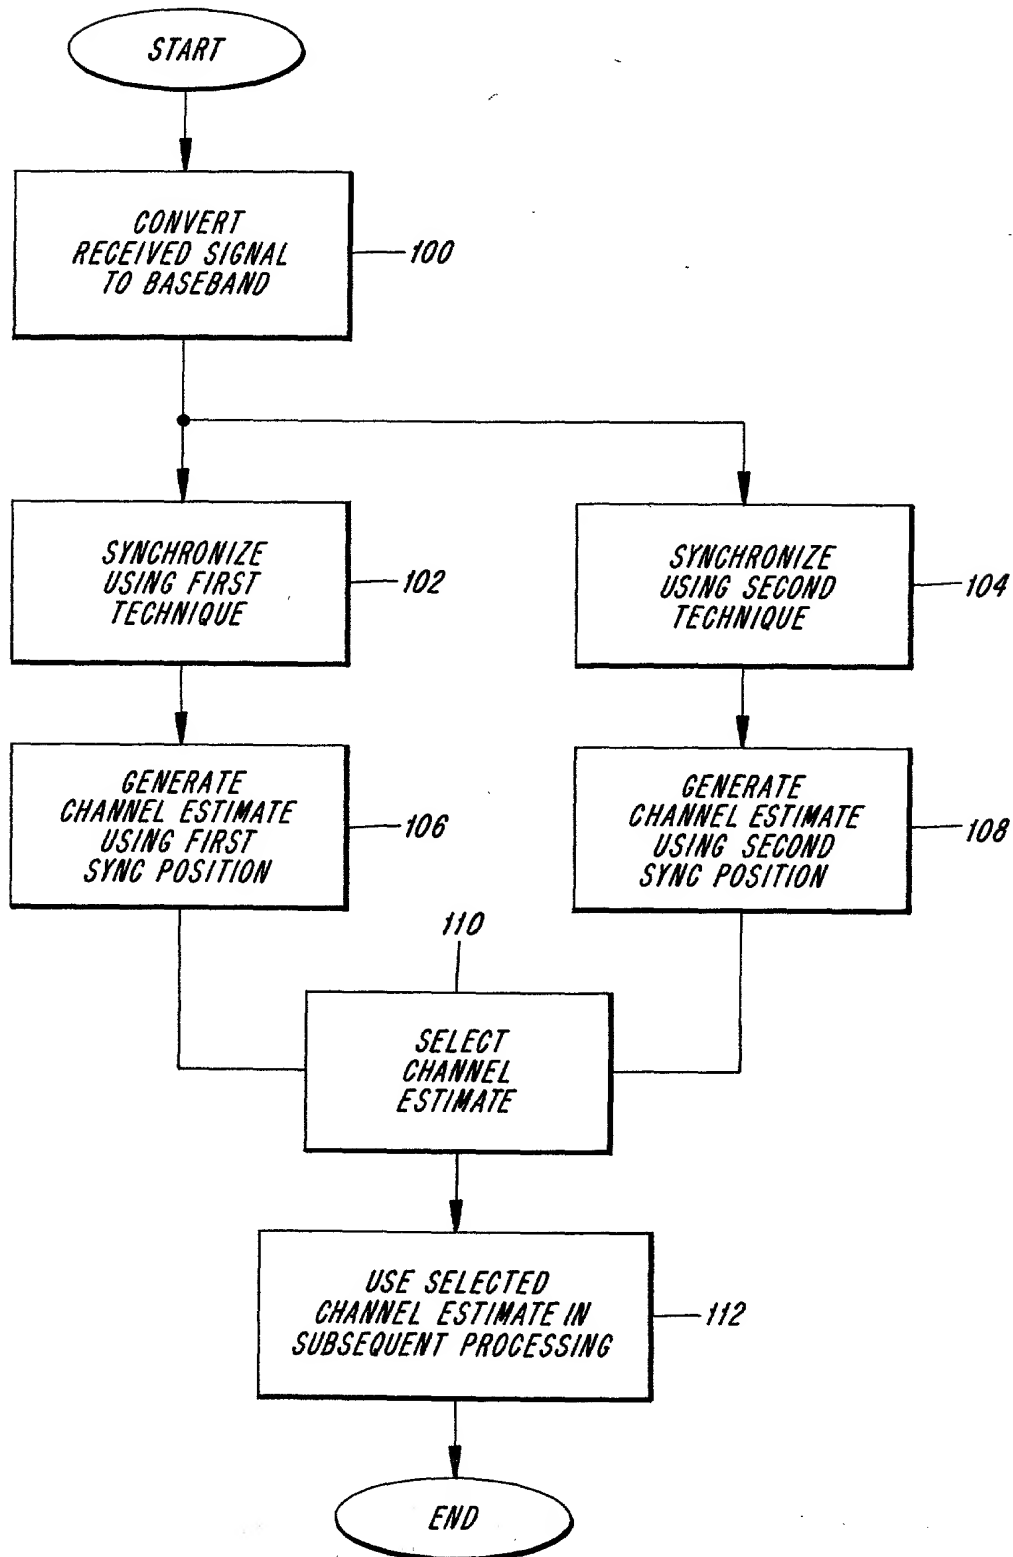 START
CONVERT
RECEIVED SIGNAL
TO BASEBAND
100
SYNCHRONIZE
USING FIRST
TECHNIQUE
102
SYNCHRONIZE
USING SECOND
TECHNIQUE
104
GENERATE
CHANNEL ESTIMATE
USING FIRST
SYNC POSITION
106
GENERATE
CHANNEL ESTIMATE
USING SECOND
SYNC POSITION
108
110
SELECT
CHANNEL
ESTIMATE
USE SELECTED
CHANNEL ESTIMATE IN
SUBSEQUENT PROCESSING
112
END